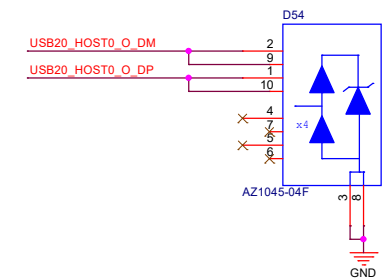 D54
USB20_HOST0_O_DM
2
9
USB20_HOST0_O_DP
1
10
4
7
5
6
x4
AZ1045-04F
3
8
GND